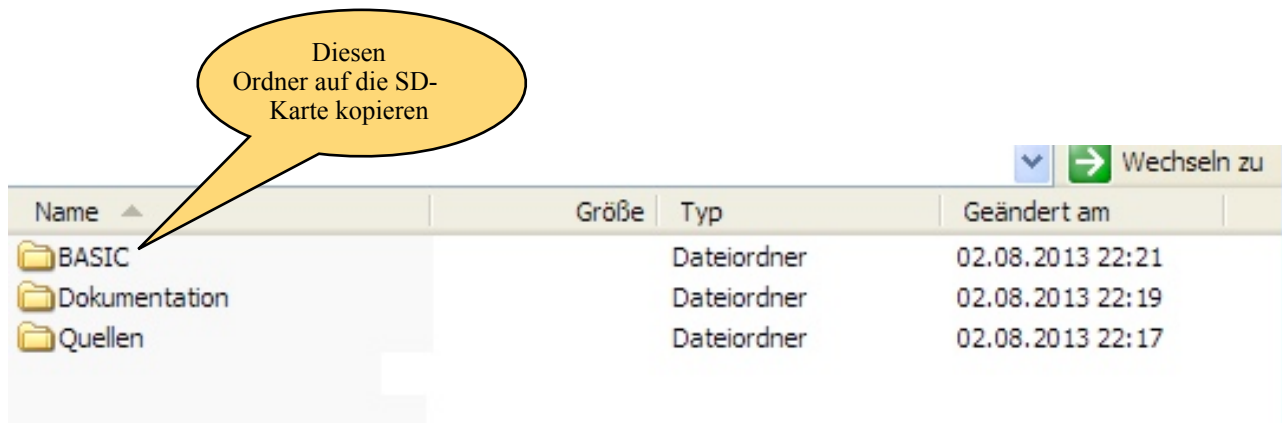 Diesen
Ordner auf die SD-
Karte kopieren
Wechseln zu
Name Größe Typ Geändert am
BASIC Dateiordner 02.08.2013 22:21
Dokumentation Dateiordner 02.08.2013 22:19
Quellen Dateiordner 02.08.2013 22:17